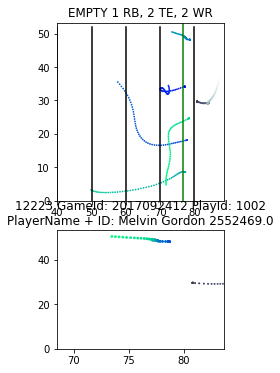 EMPTY 1 RB, 2 TE, 2 WR
50
40
30
20
10
0
40 50 60 70 80
12223 GameId: 2017092412 PlayId: 1002
PlayerName + ID: Melvin Gordon 2552469.0
40
20
0
70 75 80